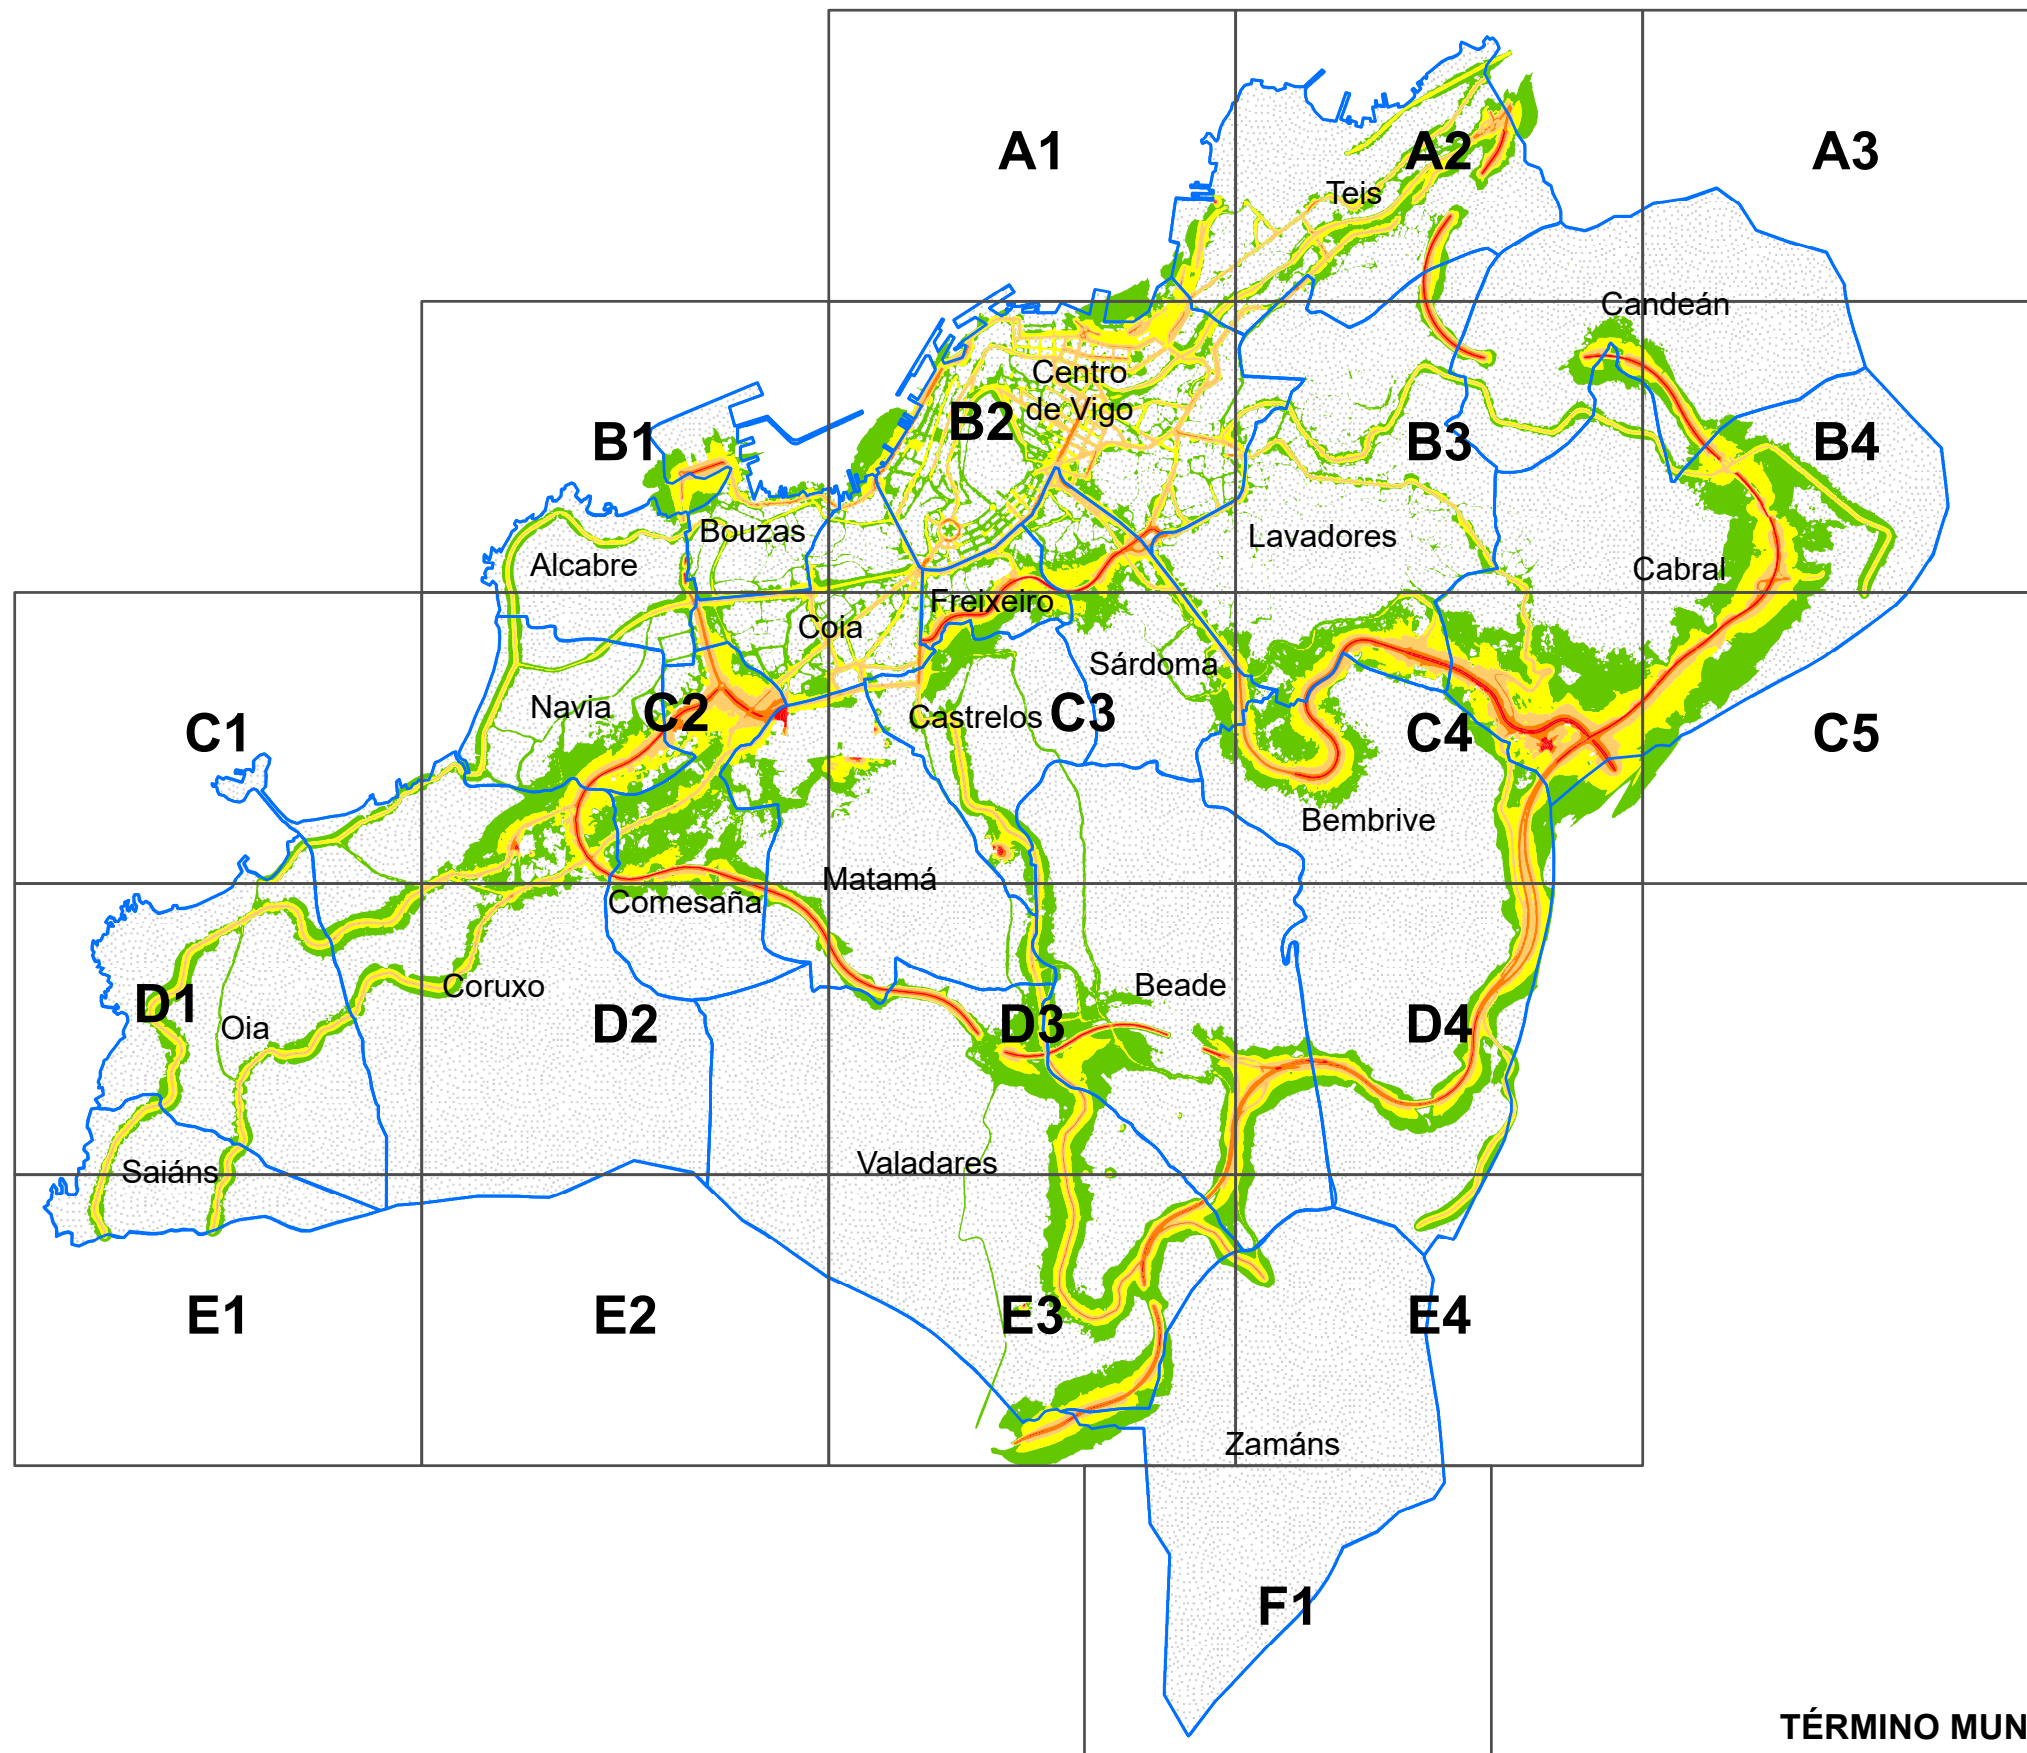 A1
A2
A3
Teis
Candeán
Centro
de Vigo
B1
B2
B3
B4
Bouzas
Lavadores
Alcabre
Cabral
Freixeiro
Coia
Sárdoma
Navia
C1
C2
Castrelos
C3
C4
C5
Bembrive
Matamá
Comesaña
Coruxo
Beade
D1
Oia
D2
D3
D4
Saiáns
Valadares
E1
E2
E3
E4
Zamáns
F1
TÉRMINO MUN